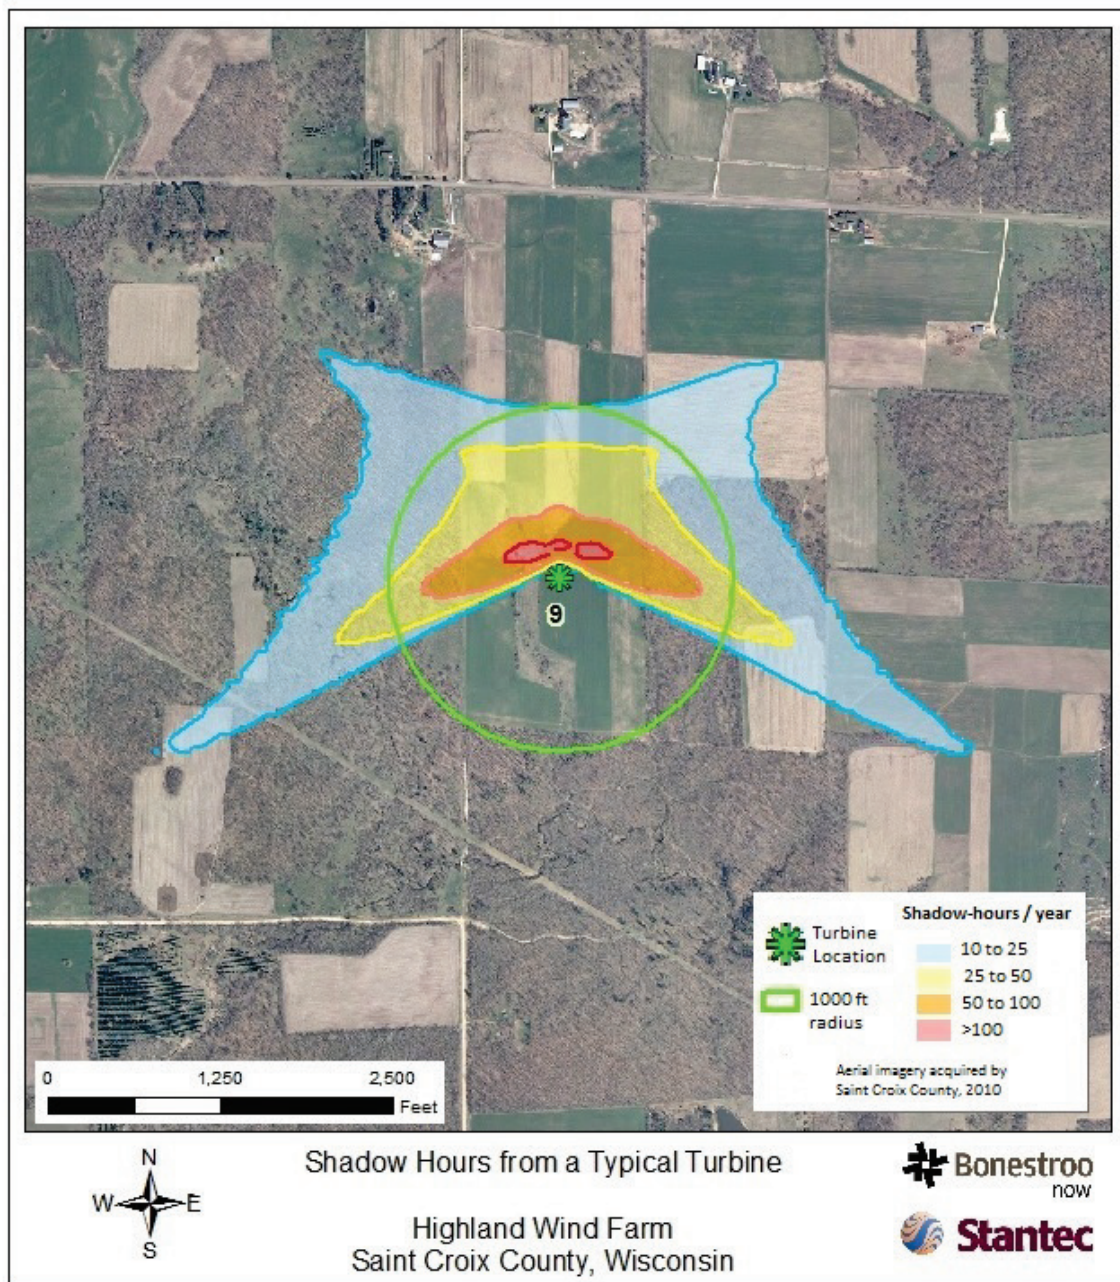 9
Shadow-hours / year
Turbine
Location
1000 ft
radius
10 to 25
25 to 50
50 to 100
>100
Aerial imagery acquired by
Saint Croix County, 2010
0 1,250 2,500
Feet
N
W E
S
Shadow Hours from a Typical Turbine
Highland Wind Farm
Saint Croix County, Wisconsin
Bonestroo
now
Stantec